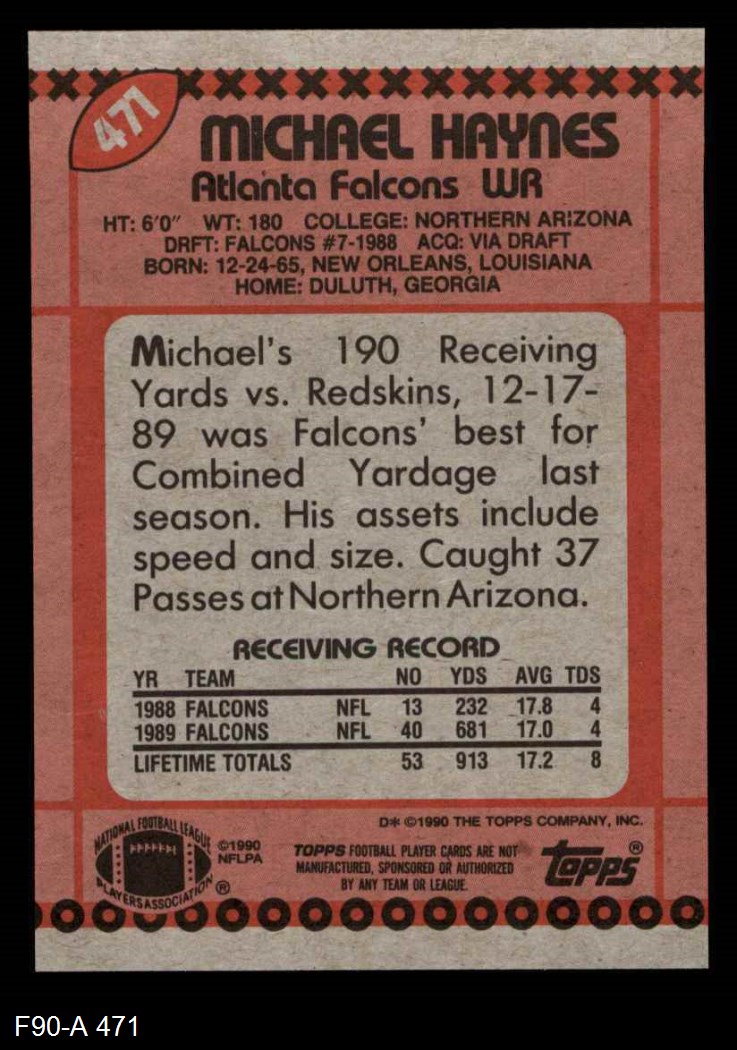 471
MICHAEL HAYNES
Atlanta Falcons WR
HT: 6'0" WT: 180 COLLEGE: NORTHERN ARIZONA
DRFT: FALCONS #7-1988 ACQ: VIA DRAFT
BORN: 12-24-65, NEW ORLEANS, LOUISIANA
HOME: DULUTH, GEORGIA
Michael's 190 Receiving
Yards vs. Redskins, 12-17-
89 was Falcons' best for
Combined Yardage last
season. His assets include
speed and size. Caught 37
Passes at Northern Arizona.
RECEIVING RECORD
YR TEAM NO YDS AVG TDS
1988 FALCONS NFL 13 232 17.8 4
1989 FALCONS NFL 40 681 17.0 4
LIFETIME TOTALS 53 913 17.2 8
D* ©1990 THE TOPPS COMPANY, INC.
NATIONAL FOOTBALL LEAGUE
PLAYERS ASSOCIATION ®
©1990
NFLPA
TOPPS FOOTBALL PLAYER CARDS ARE NOT
MANUFACTURED, SPONSORED OR AUTHORIZED
BY ANY TEAM OR LEAGUE.
Topps®
F90-A 471